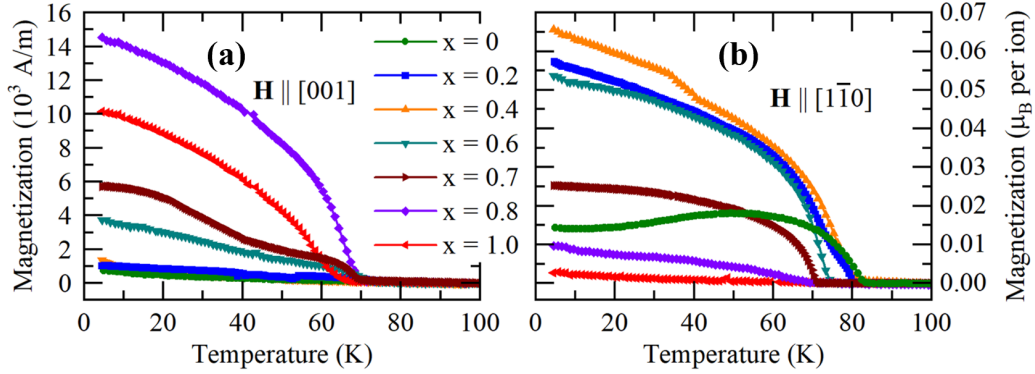 Magnetization (10³ A/m)
16
14
12
10
8
6
4
2
0
(a)
H || [001]
x = 0
x = 0.2
x = 0.4
x = 0.6
x = 0.7
x = 0.8
x = 1.0
0 20 40 60 80 100
Temperature (K)
(b)
H || [11̄0]
0 20 40 60 80 100
Temperature (K)
0.07
0.06
0.05
0.04
0.03
0.02
0.01
0.00
Magnetization (μ_B per ion)